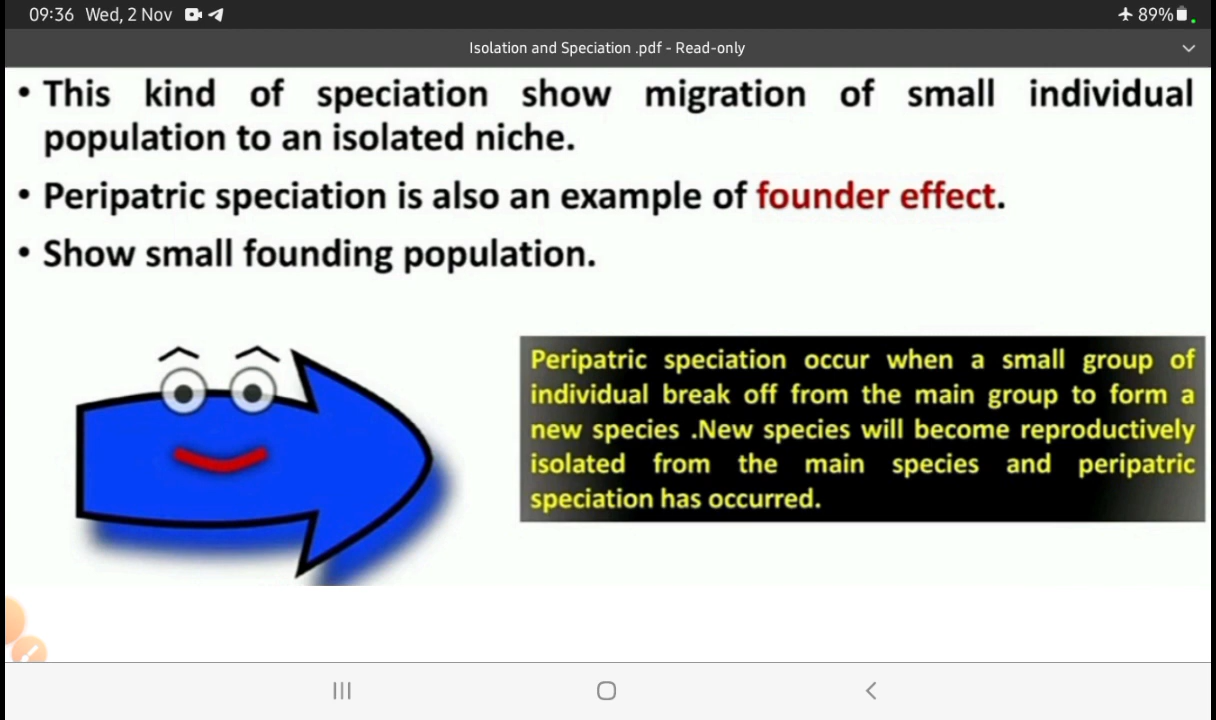 09:36 Wed, 2 Nov
89%
Isolation and Speciation .pdf - Read-only
• This kind of speciation show migration of small individual
population to an isolated niche.
• Peripatric speciation is also an example of founder effect.
• Show small founding population.
Peripatric speciation occur when a small group of
individual break off from the main group to form a
new species .New species will become reproductively
isolated from the main species and peripatric
speciation has occurred.